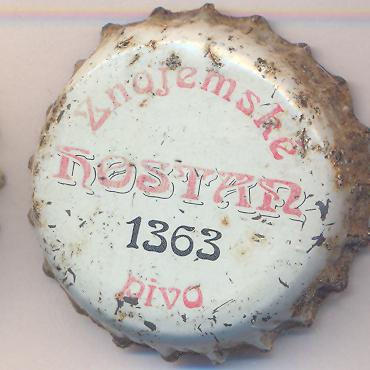 Znojemské
HOSTAN
1363
pivo